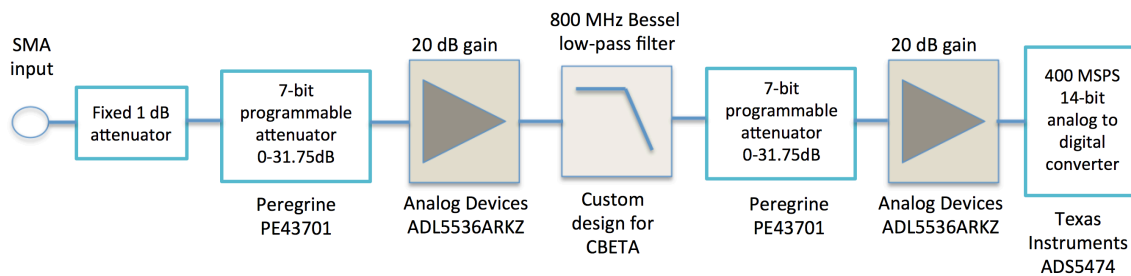 SMA
input
Fixed 1 dB
attenuator
7-bit
programmable
attenuator
0-31.75dB
Peregrine
PE43701
20 dB gain
Analog Devices
ADL5536ARKZ
800 MHz Bessel
low-pass filter
Custom
design for
CBETA
7-bit
programmable
attenuator
0-31.75dB
Peregrine
PE43701
20 dB gain
Analog Devices
ADL5536ARKZ
400 MSPS
14-bit
analog to
digital
converter
Texas
Instruments
ADS5474